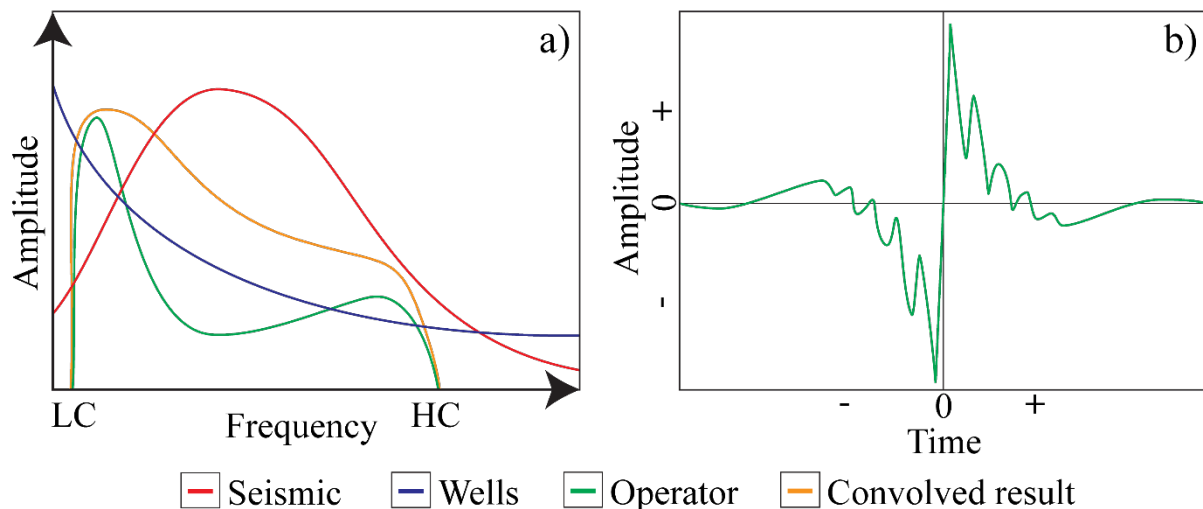 a)
Amplitude
LC
Frequency
HC
b)
Amplitude
+
0
-
- 0 +
Time
Seismic
Wells
Operator
Convolved result